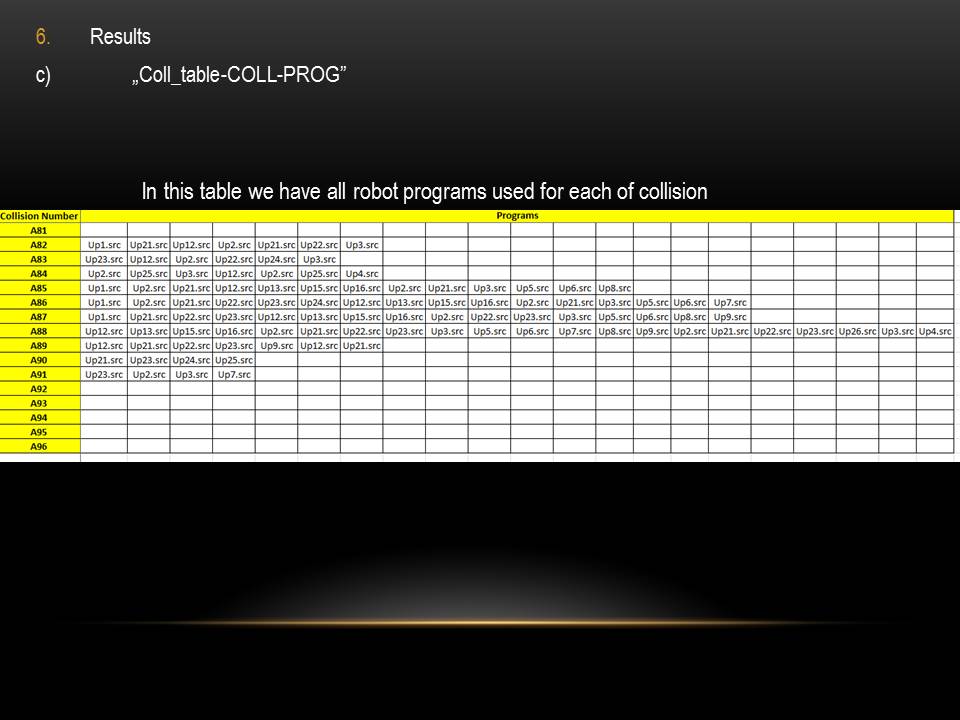 6. Results
c) „Coll_table-COLL-PROG”
In this table we have all robot programs used for each of collision
Collision Number Programs
A81
A82 Up1.src Up21.src Up12.src Up2.src Up21.src Up22.src Up3.src
A83 Up23.src Up12.src Up2.src Up22.src Up24.src Up3.src
A84 Up2.src Up25.src Up3.src Up12.src Up2.src Up25.src Up4.src
A85 Up1.src Up2.src Up21.src Up12.src Up13.src Up15.src Up16.src Up2.src Up21.src Up3.src Up5.src Up6.src Up8.src
A86 Up1.src Up2.src Up21.src Up22.src Up23.src Up24.src Up12.src Up13.src Up15.src Up16.src Up2.src Up21.src Up3.src Up5.src Up6.src Up7.src
A87 Up1.src Up21.src Up22.src Up23.src Up12.src Up13.src Up15.src Up16.src Up2.src Up22.src Up23.src Up3.src Up5.src Up6.src Up8.src Up9.src
A88 Up12.src Up13.src Up15.src Up16.src Up2.src Up21.src Up22.src Up23.src Up3.src Up5.src Up6.src Up7.src Up8.src Up9.src Up2.src Up21.src Up22.src Up23.src Up26.src Up3.src Up4.src
A89 Up12.src Up21.src Up22.src Up23.src Up9.src Up12.src Up21.src
A90 Up21.src Up23.src Up24.src Up25.src
A91 Up23.src Up2.src Up3.src Up7.src
A92
A93
A94
A95
A96